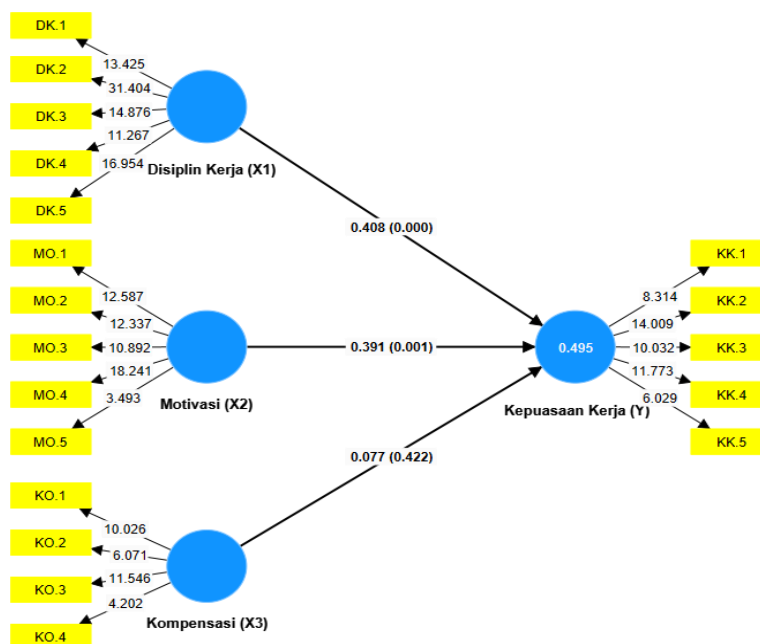 DK.1
13.425
DK.2
31.404
DK.3
14.876
DK.4
11.267
DK.5
16.954
Disiplin Kerja (X1)
0.408 (0.000)
MO.1
12.587
MO.2
12.337
MO.3
10.892
MO.4
18.241
MO.5
3.493
Motivasi (X2)
0.391 (0.001)
KO.1
10.026
KO.2
6.071
KO.3
11.546
KO.4
4.202
Kompensasi (X3)
0.077 (0.422)
0.495
Kepuasaan Kerja (Y)
KK.1
8.314
KK.2
14.009
KK.3
10.032
KK.4
11.773
KK.5
6.029